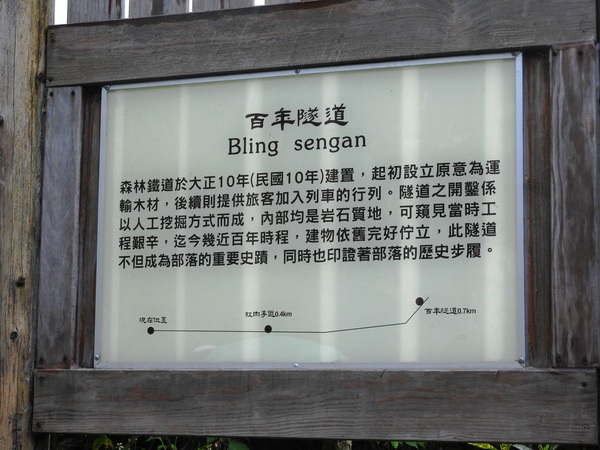 百年隧道
Bling sengan
森林鐵道於大正10年(民國10年)建置，起初設立原意為運
輸木材，後續則提供旅客加入列車的行列。隧道之開鑿係
以人工挖掘方式而成，內部均是岩石質地，可窺見當時工
程艱辛，迄今幾近百年時程，建物依舊完好佇立，此隧道
不但成為部落的重要史蹟，同時也印證著部落的歷史步履。
現在位置
0.4km
百年隧道0.7km